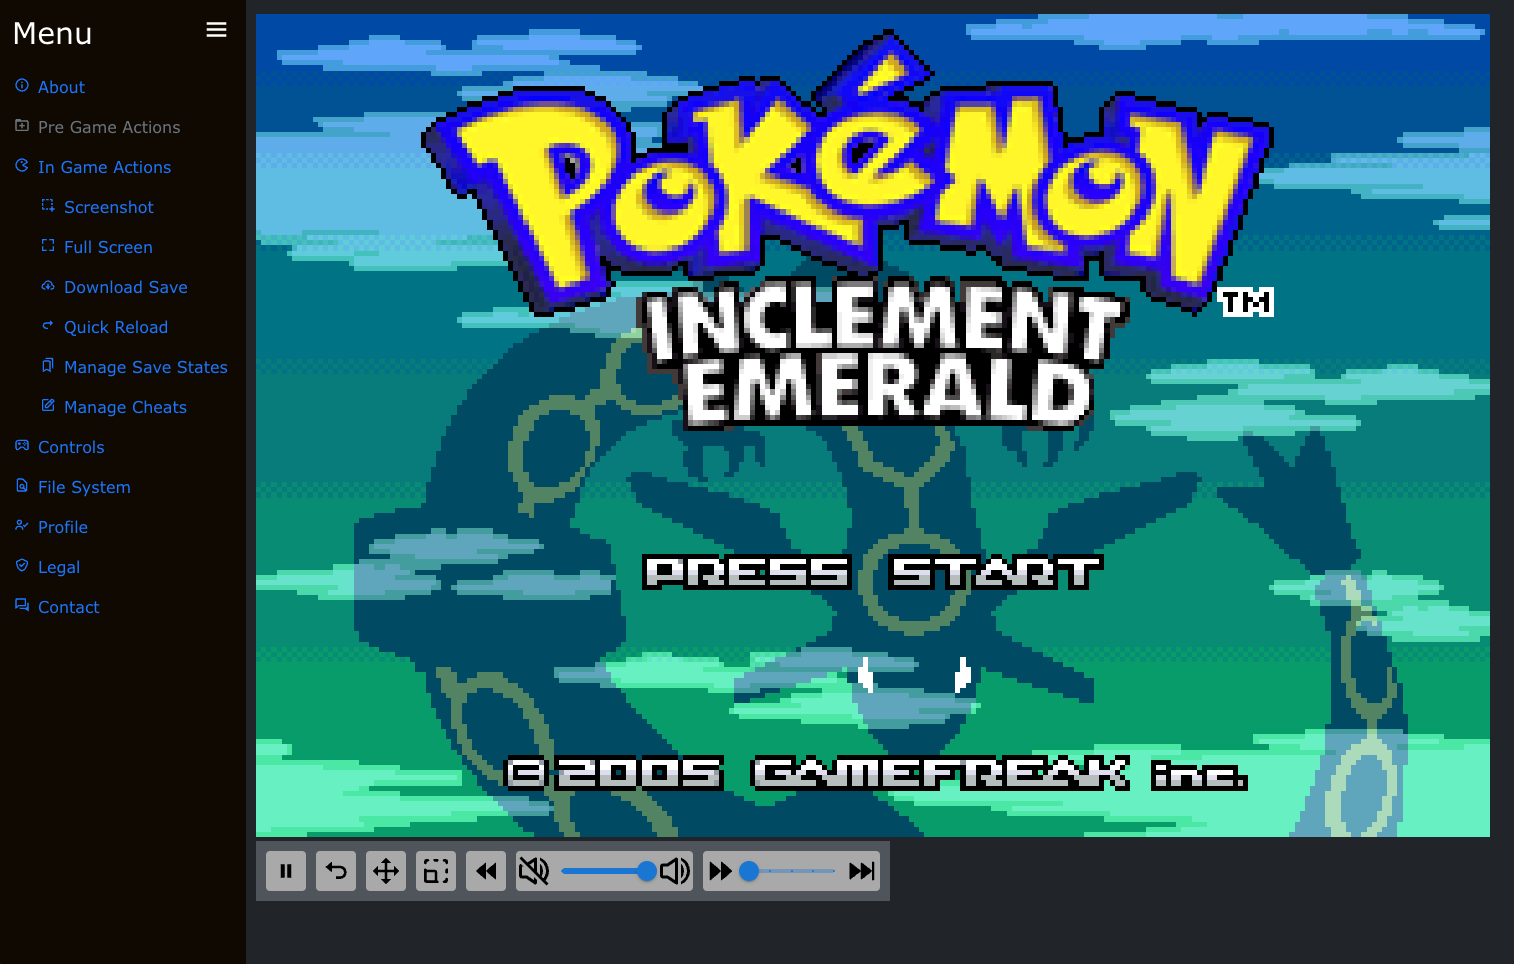 Menu
About
Pre Game Actions
In Game Actions
Screenshot
Full Screen
Download Save
Quick Reload
Manage Save States
Manage Cheats
Controls
File System
Profile
Legal
Contact
POKéMON
TM
INCLEMENT
EMERALD
PRESS START
©2005 GAMEFREAK inc.